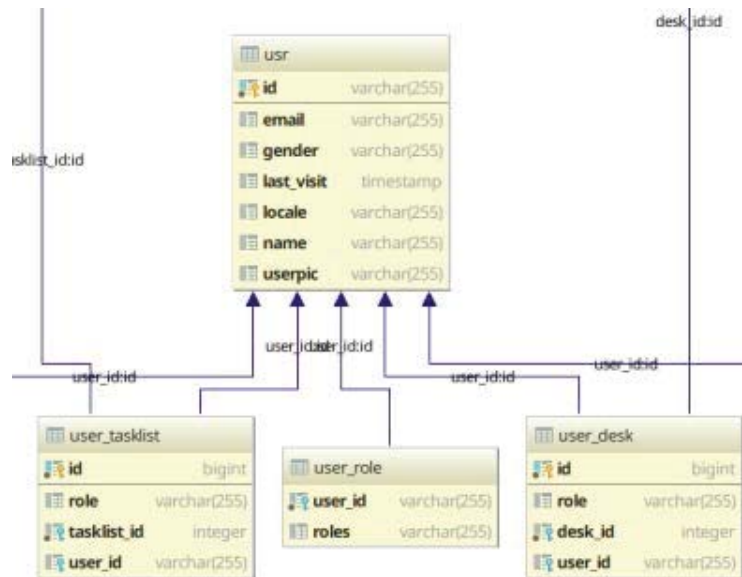 desk_id:id
usr
id varchar(255)
email varchar(255)
gender varchar(255)
last_visit timestamp
locale varchar(255)
name varchar(255)
userpic varchar(255)
asklist_id:id
user_id:id
user_id:id
user_id:id
user_id:id
user_id:id
user_tasklist
id bigint
role varchar(255)
tasklist_id integer
user_id varchar(255)
user_role
user_id varchar(255)
roles varchar(255)
user_desk
id bigint
role varchar(255)
desk_id integer
user_id varchar(255)